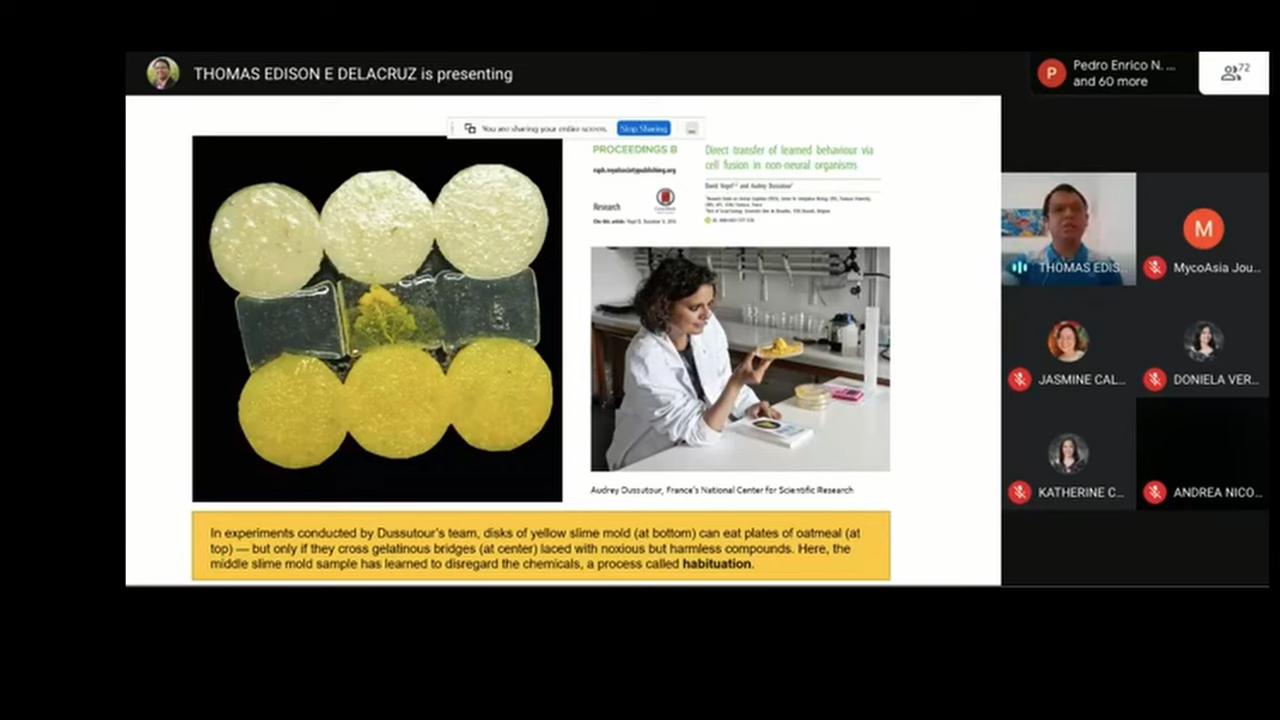 THOMAS EDISON E DELACRUZ is presenting
Pedro Enrico N. ...
and 60 more
72
You are sharing your entire screen.
Stop Sharing
PROCEEDINGS B
rspb.royalsocietypublishing.org
Research
Direct transfer of learned behaviour via
cell fusion in non-neural organisms
David Vogel and Audrey Dussutour
Audrey Dussutour, France's National Center for Scientific Research
In experiments conducted by Dussutour's team, disks of yellow slime mold (at bottom) can eat plates of oatmeal (at
top) — but only if they cross gelatinous bridges (at center) laced with noxious but harmless compounds. Here, the
middle slime mold sample has learned to disregard the chemicals, a process called habituation.
THOMAS EDIS...
M
MycoAsia Jou...
JASMINE CAL...
DONIELA VER...
KATHERINE C...
ANDREA NICO...
P